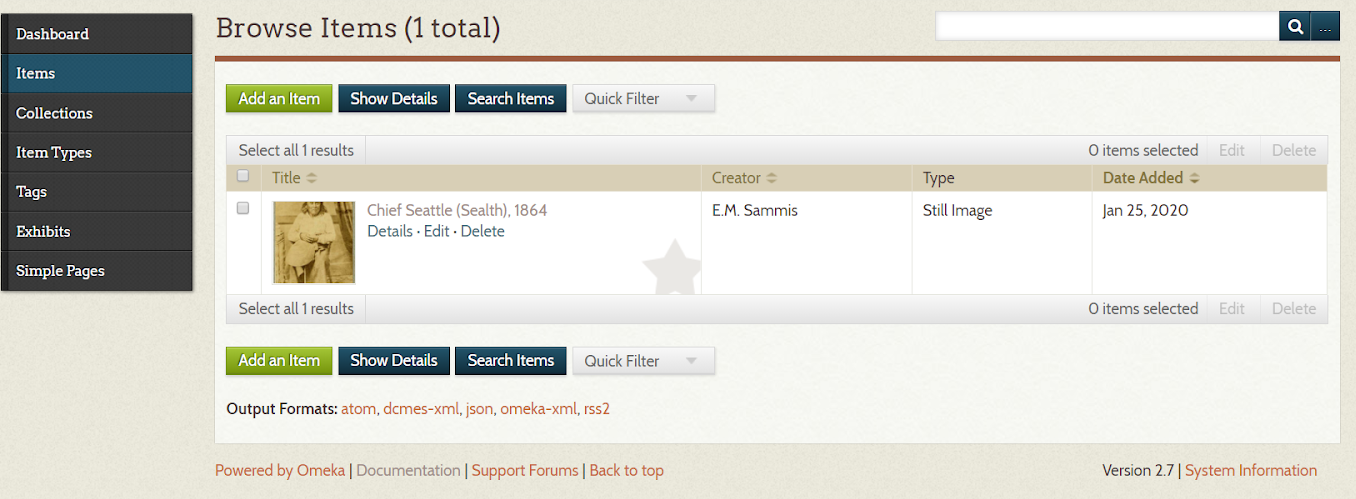 Dashboard
Items
Collections
Item Types
Tags
Exhibits
Simple Pages
Browse Items (1 total)
...
Add an Item Show Details Search Items Quick Filter
Select all 1 results 0 items selected Edit Delete
Title Creator Type Date Added
Chief Seattle (Sealth), 1864 E.M. Sammis Still Image Jan 25, 2020
Details · Edit · Delete
Select all 1 results 0 items selected Edit Delete
Add an Item Show Details Search Items Quick Filter
Output Formats: atom, dcmes-xml, json, omeka-xml, rss2
Powered by Omeka | Documentation | Support Forums | Back to top Version 2.7 | System Information